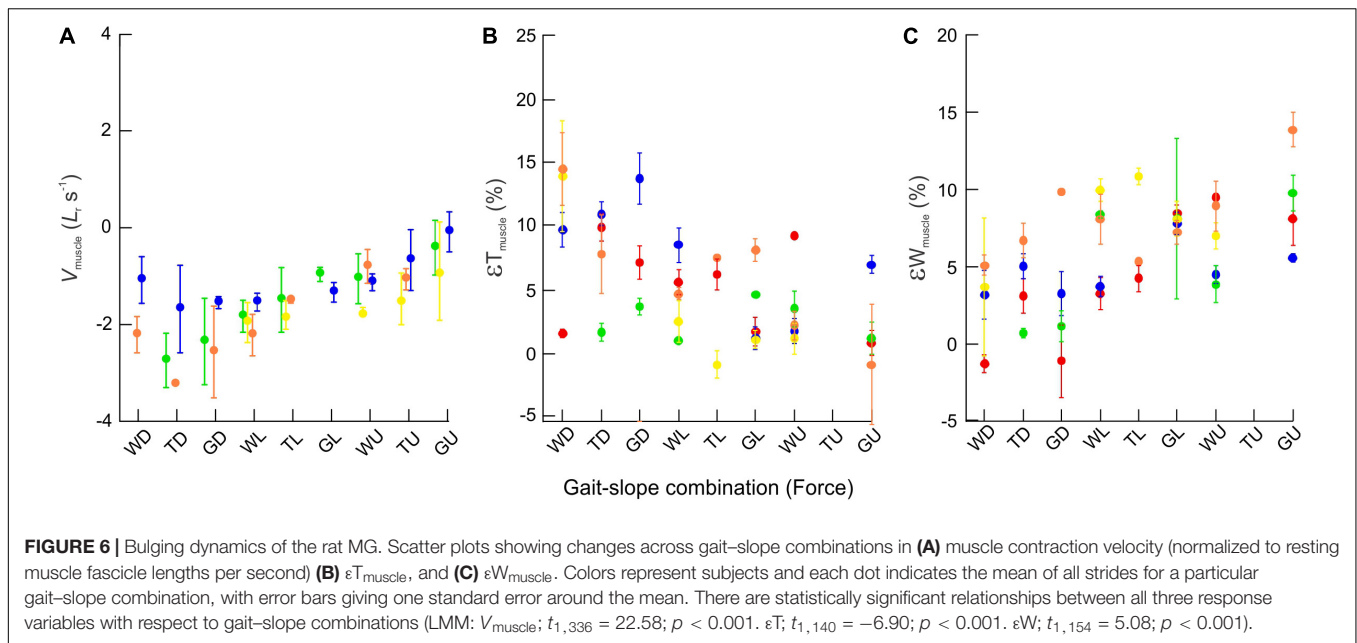 A
B
C
4
2
0
-2
-4
V muscle (L r s-1)
WD TD GD WL TL GL WU TU GU
25
20
15
10
5
0
-5
εT muscle (%)
WD TD GD WL TL GL WU TU GU
20
15
10
5
0
-5
εW muscle (%)
WD TD GD WL TL GL WU TU GU
Gait-slope combination (Force)
FIGURE 6 | Bulging dynamics of the rat MG. Scatter plots showing changes across gait–slope combinations in (A) muscle contraction velocity (normalized to resting
muscle fascicle lengths per second) (B) εTmuscle, and (C) εWmuscle. Colors represent subjects and each dot indicates the mean of all strides for a particular
gait–slope combination, with error bars giving one standard error around the mean. There are statistically significant relationships between all three response
variables with respect to gait–slope combinations (LMM: Vmuscle; t1,336 = 22.58; p < 0.001. εT; t1,140 = −6.90; p < 0.001. εW; t1,154 = 5.08; p < 0.001).